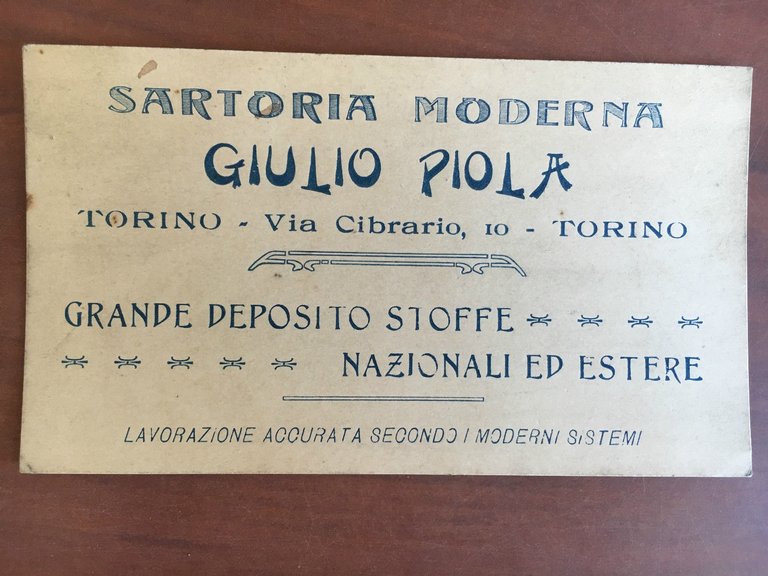 SARTORIA MODERNA
GIULIO PIOLA
TORINO - Via Cibrario, 10 - TORINO
GRANDE DEPOSITO STOFFE
NAZIONALI ED ESTERE
LAVORAZIONE ACCURATA SECONDO I MODERNI SISTEMI